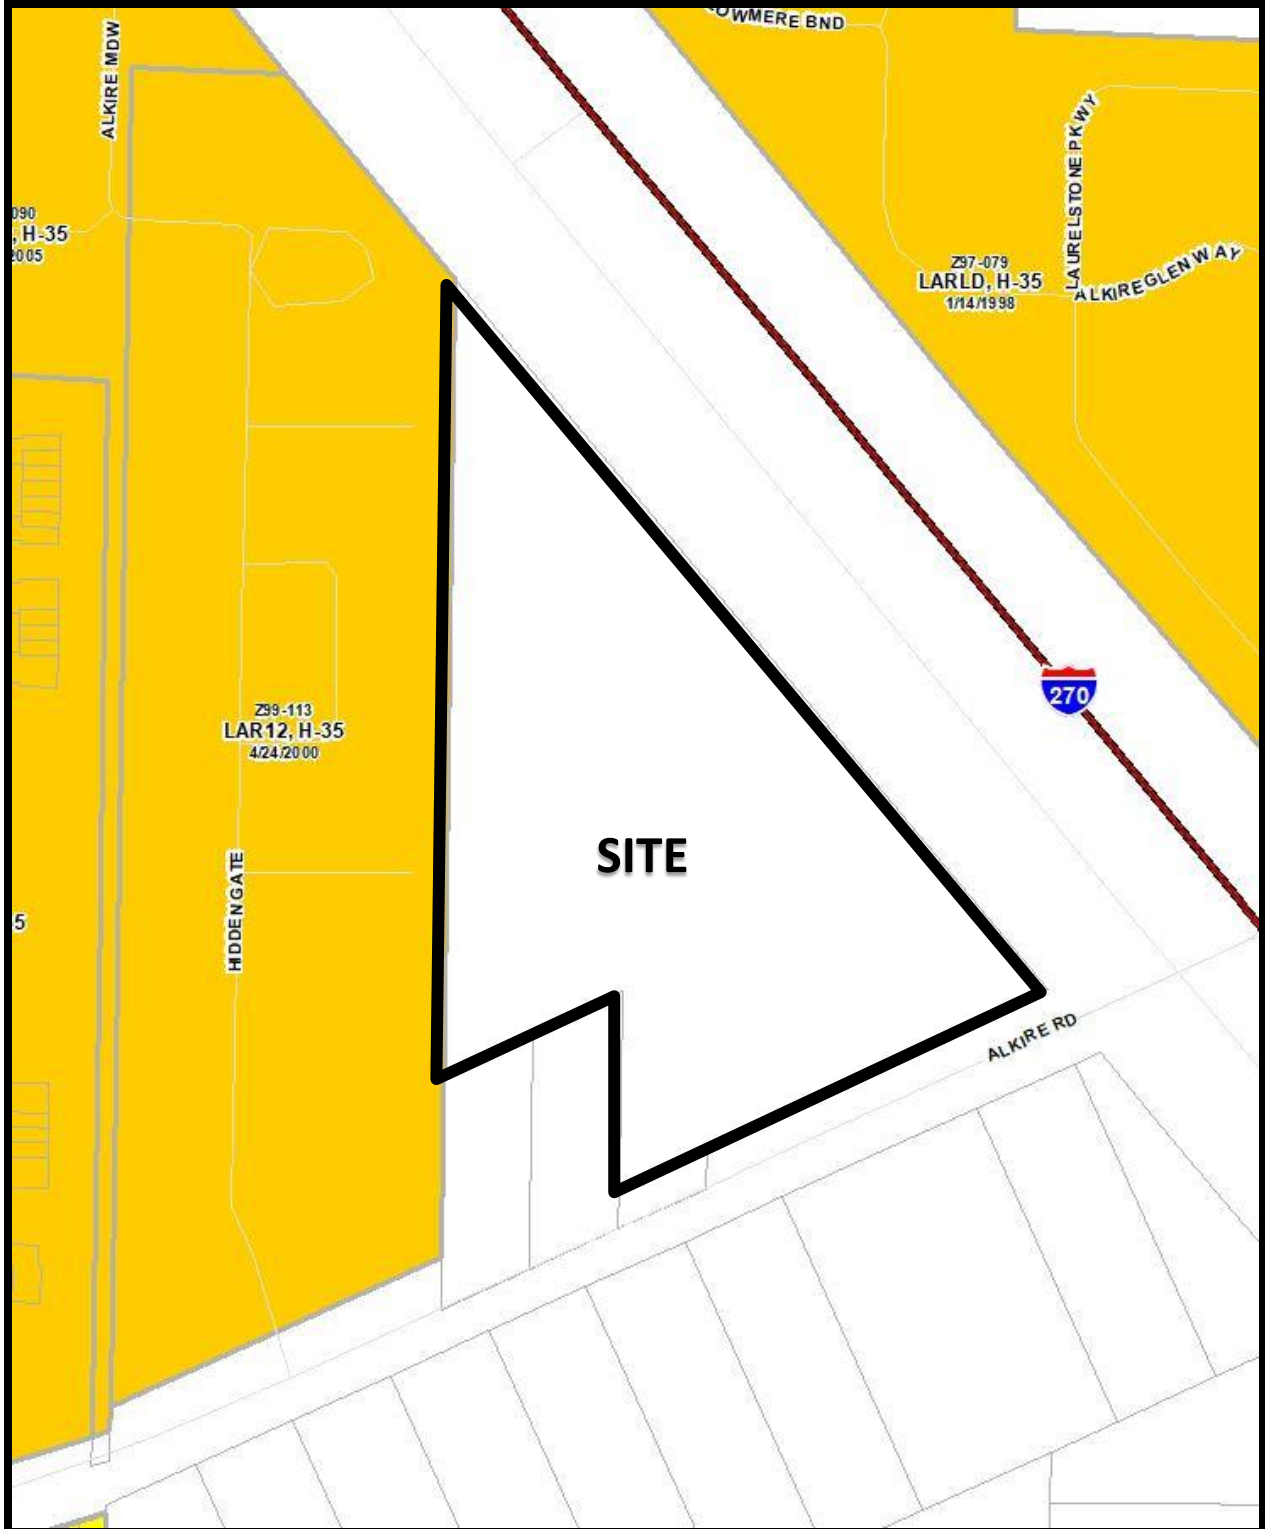 OWMERE BND
ALKIRE MDW
LAURELSTONE PKWY
090
, H-35
2005
Z97-079
LARLD, H-35
1/14/1998
ALKIREGLEN WAY
270
Z99-113
LAR12, H-35
4/24/2000
SITE
HIDDENGATE
5
ALKIRE RD